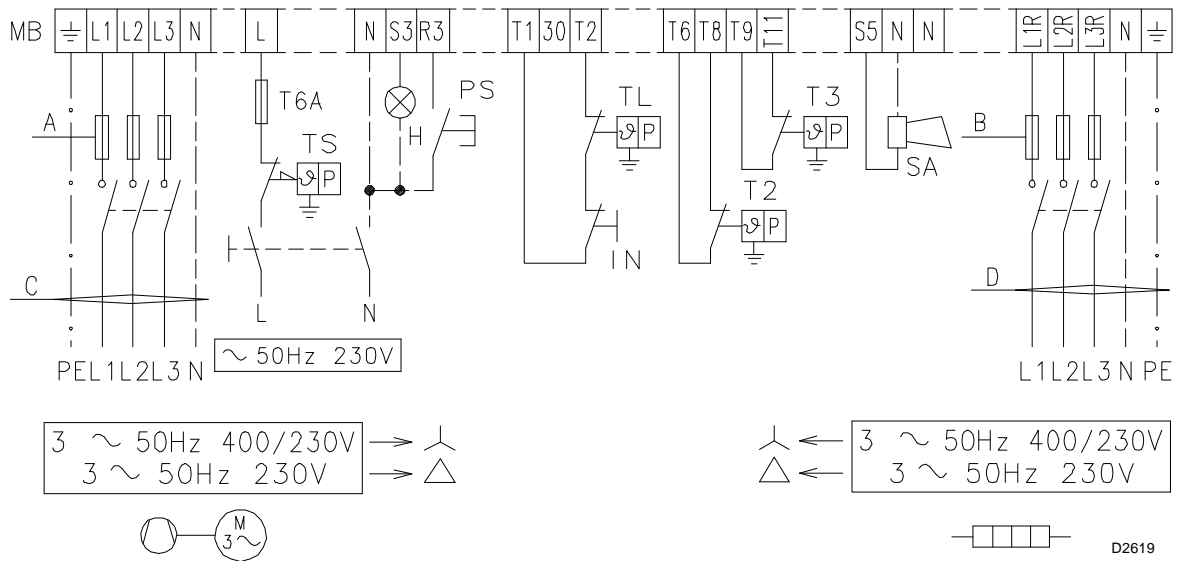 MB L1 L2 L3 N L N S3 R3 T1 30 T2 T6 T8 T9 T11 S5 N N L1R L2R L3R N
A T6A H PS TL T3 B
TS ϑ P ϑ P ϑ P SA
T2 ϑ P
IN
C D
L N
PE L1 L2 L3 N ~ 50Hz 230V L1 L2 L3 N PE
3 ~ 50Hz 400/230V 3 ~ 50Hz 400/230V
3 ~ 50Hz 230V 3 ~ 50Hz 230V
M
3~
D2619